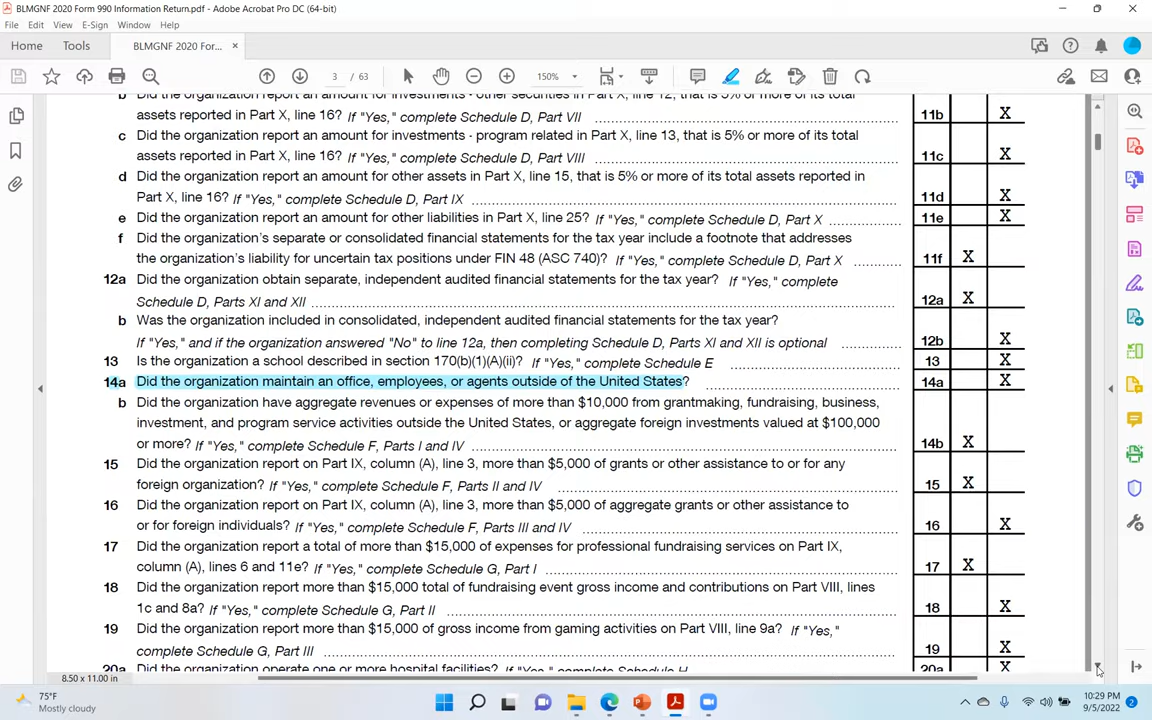 BLMGNF 2020 Form 990 Information Return.pdf - Adobe Acrobat Pro DC (64-bit)
File Edit View E-Sign Window Help
Home Tools BLMGNF 2020 For... ×
3 / 63 150%
b Did the organization report an amount for investments - other securities in Part X, line 12, that is 5% or more of its total
assets reported in Part X, line 16? If "Yes," complete Schedule D, Part VII 11b X
c Did the organization report an amount for investments - program related in Part X, line 13, that is 5% or more of its total
assets reported in Part X, line 16? If "Yes," complete Schedule D, Part VIII 11c X
d Did the organization report an amount for other assets in Part X, line 15, that is 5% or more of its total assets reported in
Part X, line 16? If "Yes," complete Schedule D, Part IX 11d X
e Did the organization report an amount for other liabilities in Part X, line 25? If "Yes," complete Schedule D, Part X 11e X
f Did the organization's separate or consolidated financial statements for the tax year include a footnote that addresses
the organization's liability for uncertain tax positions under FIN 48 (ASC 740)? If "Yes," complete Schedule D, Part X 11f X
12a Did the organization obtain separate, independent audited financial statements for the tax year? If "Yes," complete
Schedule D, Parts XI and XII 12a X
b Was the organization included in consolidated, independent audited financial statements for the tax year?
If "Yes," and if the organization answered "No" to line 12a, then completing Schedule D, Parts XI and XII is optional 12b X
13 Is the organization a school described in section 170(b)(1)(A)(ii)? If "Yes," complete Schedule E 13 X
14a Did the organization maintain an office, employees, or agents outside of the United States? 14a X
b Did the organization have aggregate revenues or expenses of more than $10,000 from grantmaking, fundraising, business,
investment, and program service activities outside the United States, or aggregate foreign investments valued at $100,000
or more? If "Yes," complete Schedule F, Parts I and IV 14b X
15 Did the organization report on Part IX, column (A), line 3, more than $5,000 of grants or other assistance to or for any
foreign organization? If "Yes," complete Schedule F, Parts II and IV 15 X
16 Did the organization report on Part IX, column (A), line 3, more than $5,000 of aggregate grants or other assistance to
or for foreign individuals? If "Yes," complete Schedule F, Parts III and IV 16 X
17 Did the organization report a total of more than $15,000 of expenses for professional fundraising services on Part IX,
column (A), lines 6 and 11e? If "Yes," complete Schedule G, Part I 17 X
18 Did the organization report more than $15,000 total of fundraising event gross income and contributions on Part VIII, lines
1c and 8a? If "Yes," complete Schedule G, Part II 18 X
19 Did the organization report more than $15,000 of gross income from gaming activities on Part VIII, line 9a? If "Yes,"
complete Schedule G, Part III 19 X
20a Did the organization operate one or more hospital facilities? If "Yes," complete Schedule H 20a X
8.50 x 11.00 in
75°F
Mostly cloudy
10:29 PM
9/5/2022
2